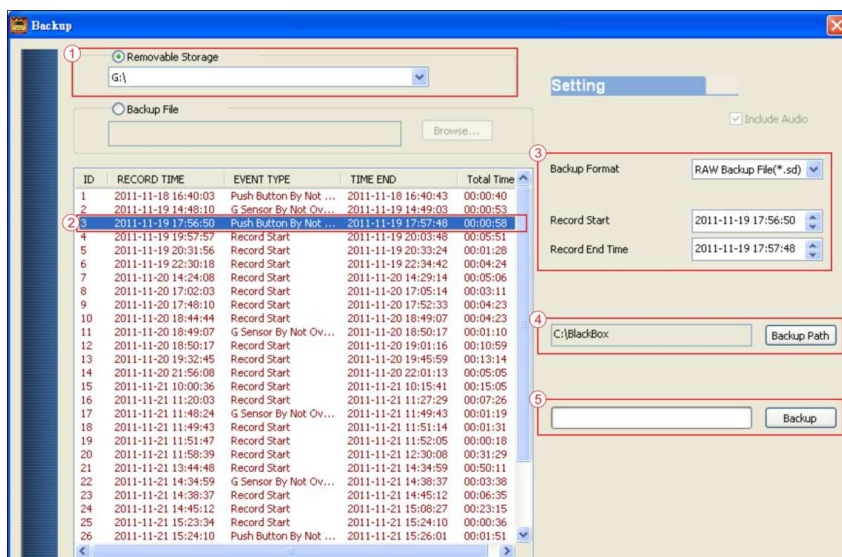 Backup
1
Removable Storage
G:\
Backup File
Browse...
ID RECORD TIME EVENT TYPE TIME END Total Time
1 2011-11-18 16:40:03 Push Button By Not ... 2011-11-18 16:40:43 00:00:40
2 2011-11-19 14:48:10 G Sensor By Not Ov... 2011-11-19 14:49:03 00:00:53
2
3 2011-11-19 17:56:50 Push Button By Not ... 2011-11-19 17:57:48 00:00:58
4 2011-11-19 19:57:57 Record Start 2011-11-19 20:03:48 00:05:51
5 2011-11-19 20:31:56 Record Start 2011-11-19 20:33:24 00:01:28
6 2011-11-19 22:30:18 Record Start 2011-11-19 22:34:42 00:04:24
7 2011-11-20 14:24:08 Record Start 2011-11-20 14:29:14 00:05:06
8 2011-11-20 17:02:03 Record Start 2011-11-20 17:05:14 00:03:11
9 2011-11-20 17:48:10 Record Start 2011-11-20 17:52:33 00:04:23
10 2011-11-20 18:44:44 Record Start 2011-11-20 18:49:07 00:04:23
11 2011-11-20 18:49:07 G Sensor By Not Ov... 2011-11-20 18:50:17 00:01:10
12 2011-11-20 18:50:17 Record Start 2011-11-20 19:01:16 00:10:59
13 2011-11-20 19:32:45 Record Start 2011-11-20 19:45:59 00:13:14
14 2011-11-20 21:56:08 Record Start 2011-11-20 22:01:13 00:05:05
15 2011-11-21 10:00:36 Record Start 2011-11-21 10:15:41 00:15:05
16 2011-11-21 11:20:03 Record Start 2011-11-21 11:27:29 00:07:26
17 2011-11-21 11:48:24 G Sensor By Not Ov... 2011-11-21 11:49:43 00:01:19
18 2011-11-21 11:49:43 Record Start 2011-11-21 11:51:14 00:01:31
19 2011-11-21 11:51:47 Record Start 2011-11-21 11:52:05 00:00:18
20 2011-11-21 11:58:39 Record Start 2011-11-21 12:30:08 00:31:29
21 2011-11-21 13:44:48 Record Start 2011-11-21 14:34:59 00:50:11
22 2011-11-21 14:34:59 G Sensor By Not Ov... 2011-11-21 14:38:37 00:03:38
23 2011-11-21 14:38:37 Record Start 2011-11-21 14:45:12 00:06:35
24 2011-11-21 14:45:12 Record Start 2011-11-21 15:08:27 00:23:15
25 2011-11-21 15:23:34 Record Start 2011-11-21 15:24:10 00:00:36
26 2011-11-21 15:24:10 Push Button By Not ... 2011-11-21 15:26:01 00:01:51
Setting
Include Audio
3
Backup Format RAW Backup File(*.sd)
Record Start 2011-11-19 17:56:50
Record End Time 2011-11-19 17:57:48
4
C:\BlackBox Backup Path
5
Backup